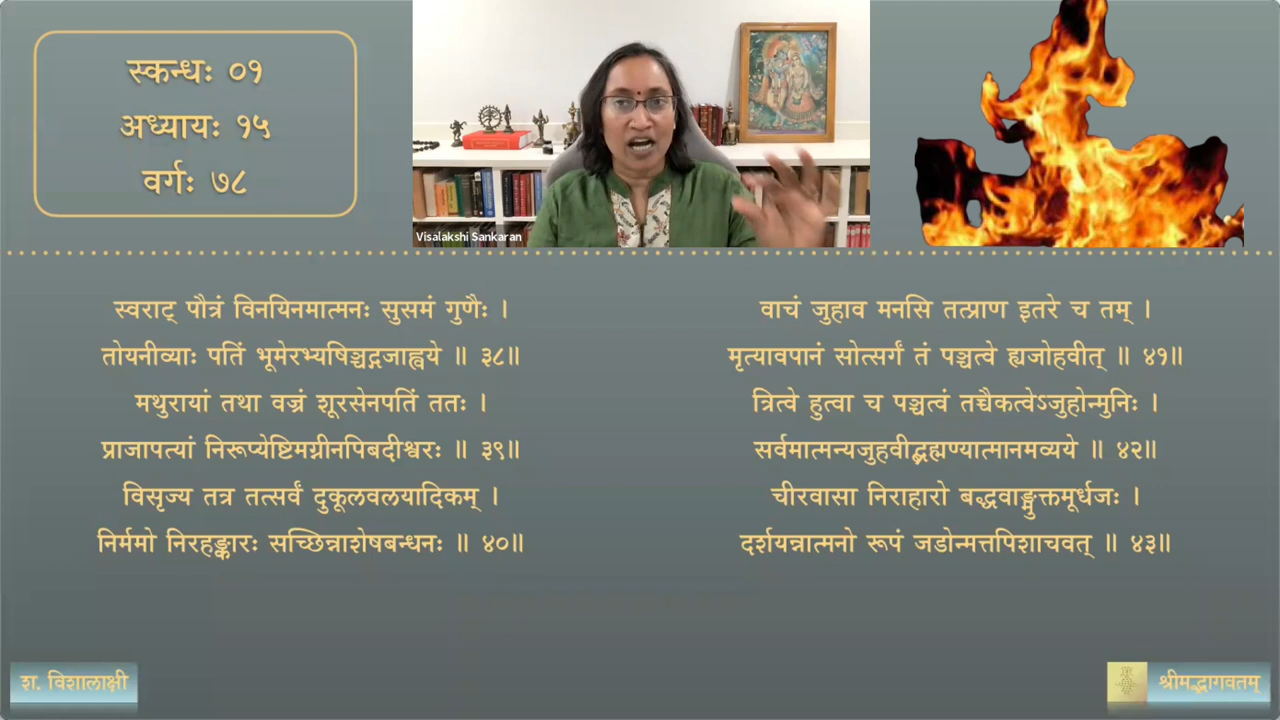 स्कन्धः ०१
अध्यायः १५
वर्गः ७८
Visalakshi Sankaran
स्वराट् पौत्रं विनयिनमात्मनः सुसमं गुणैः ।
तोयनीव्याः पतिं भूमेरभ्यषिञ्चद्गजाह्वये ॥ ३८॥
मथुरायां तथा वज्रं शूरसेनपतिं ततः ।
प्राजापत्यां निरूप्येष्टिमग्नीनपिबदीश्वरः ॥ ३९॥
विसृज्य तत्र तत्सर्वं दुकूलवलयादिकम् ।
निर्ममो निरहङ्कारः सच्छिन्नाशेषबन्धनः ॥ ४०॥
वाचं जुहाव मनसि तत्प्राण इतरे च तम् ।
मृत्यावपानं सोत्सर्गं तं पञ्चत्वे ह्यजोहवीत् ॥ ४१॥
त्रित्वे हुत्वा च पञ्चत्वं तच्चैकत्वेऽजुहोन्मुनिः ।
सर्वमात्मन्यजुहवीद्ब्रह्मण्यात्मानमव्यये ॥ ४२॥
चीरवासा निराहारो बद्धवाङ्मुक्तमूर्धजः ।
दर्शयन्नात्मनो रूपं जडोन्मत्तपिशाचवत् ॥ ४३॥
श. विशालाक्षी
श्रीमद्भागवतम्